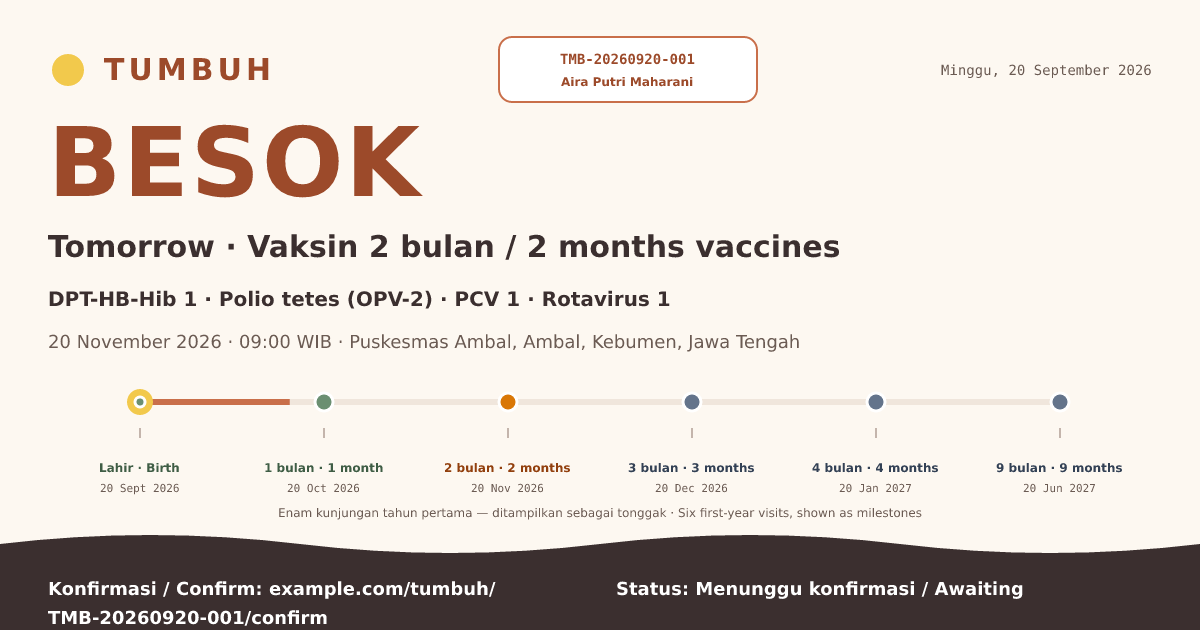 TUMBUH
TMB-20260920-001
Aira Putri Maharani
Minggu, 20 September 2026
BESOK
Tomorrow · Vaksin 2 bulan / 2 months vaccines
DPT-HB-Hib 1 · Polio tetes (OPV-2) · PCV 1 · Rotavirus 1
20 November 2026 · 09:00 WIB · Puskesmas Ambal, Ambal, Kebumen, Jawa Tengah
Lahir · Birth
20 Sept 2026
1 bulan · 1 month
20 Oct 2026
2 bulan · 2 months
20 Nov 2026
3 bulan · 3 months
20 Dec 2026
4 bulan · 4 months
20 Jan 2027
9 bulan · 9 months
20 Jun 2027
Enam kunjungan tahun pertama — ditampilkan sebagai tonggak · Six first-year visits, shown as milestones
Konfirmasi / Confirm: example.com/tumbuh/
TMB-20260920-001/confirm
Status: Menunggu konfirmasi / Awaiting